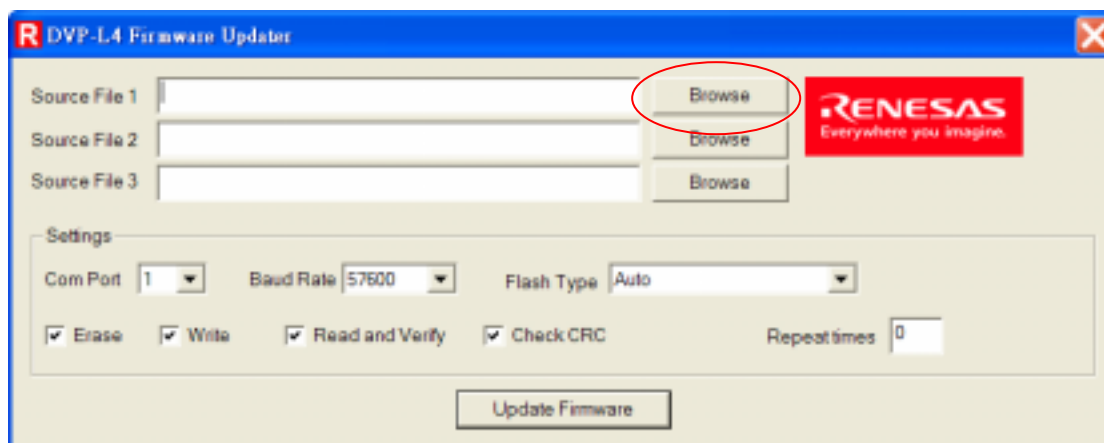 R DVP-L4 Firmware Updater
Source File 1 Browse
RENESAS
Everywhere you imagine.
Source File 2 Browse
Source File 3 Browse
Settings
Com Port 1 Baud Rate 57600 Flash Type Auto
Erase Write Read and Verify Check CRC Repeat times 0
Update Firmware